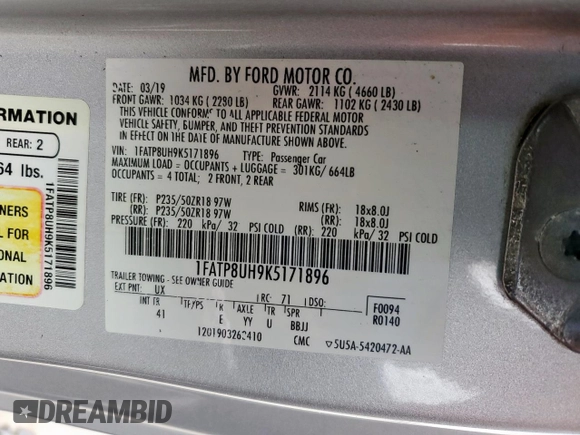 MFD. BY FORD MOTOR CO.
DATE: 03/19 GVWR: 2114 KG ( 4660 LB)
FRONT GAWR: 1034 KG ( 2280 LB) REAR GAWR: 1102 KG ( 2430 LB)
THIS VEHICLE CONFORMS TO ALL APPLICABLE FEDERAL MOTOR
VEHICLE SAFETY, BUMPER, AND THEFT PREVENTION STANDARDS
IN EFFECT ON THE DATE OF MANUFACTURE SHOWN ABOVE.
VIN: 1FATP8UH9K5171896 TYPE: Passenger Car
MAXIMUM LOAD = OCCUPANTS + LUGGAGE = 301KG/ 664LB
OCCUPANTS = 4 TOTAL; 2 FRONT, 2 REAR
TIRE (FR): P235/50ZR18 97W RIMS (FR): 18x8.0J
(RR): P235/50ZR18 97W (RR): 18x8.0J
PRESSURE (FR): 220 kPa/ 32 PSI COLD (RR): 220 kPa/ 32 PSI COLD
1FATP8UH9K5171896
TRAILER TOWING - SEE OWNER GUIDE
EXT PNT: UX RC: 71 DSO:
INT FR TP/PS R AXLE TR SPR
41 E YY U BBJJ
CMC
F0094
R0140
5U5A-5420472-AA
ORMATION
REAR: 2
64 lbs.
NERS
L FOR
ONAL
ATION
1FATP8UH9K5171896
DREAMBID